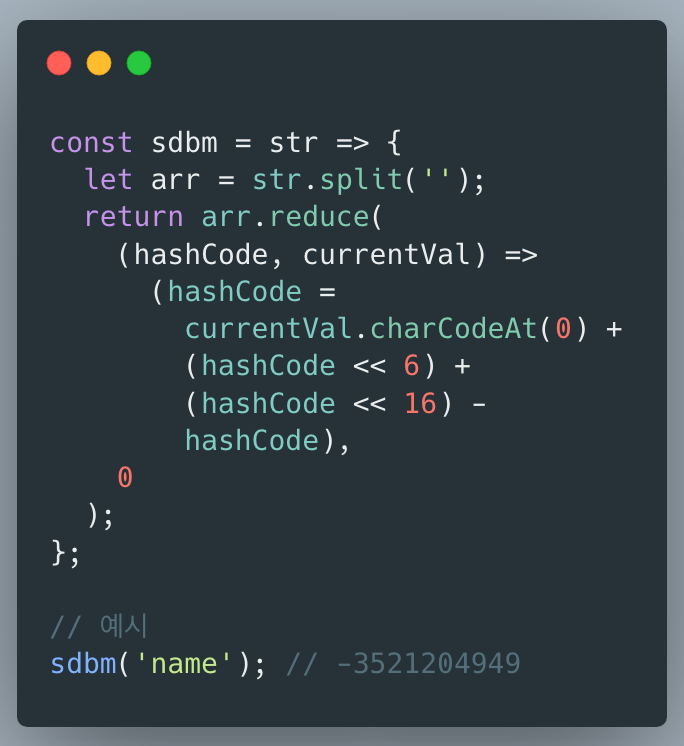 const sdbm = str => {
  let arr = str.split('');
  return arr.reduce(
    (hashCode, currentVal) =>
      (hashCode =
        currentVal.charCodeAt(0) +
        (hashCode << 6) +
        (hashCode << 16) -
        hashCode),
    0
  );
};

// 예시
sdbm('name'); // -3521204949